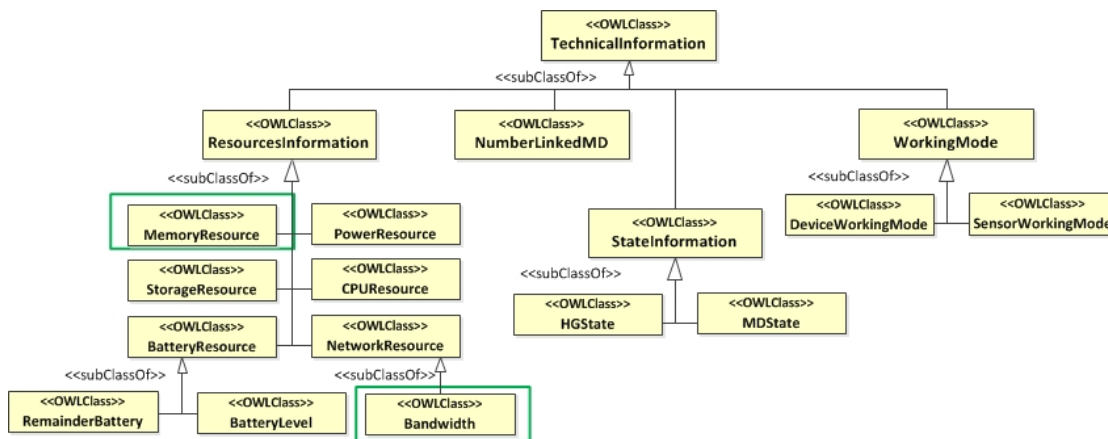 <<OWLClass>>
TechnicalInformation
<<subClassOf>>
<<OWLClass>>
ResourcesInformation
<<OWLClass>>
NumberLinkedMD
<<OWLClass>>
WorkingMode
<<subClassOf>>
<<subClassOf>>
<<OWLClass>>
MemoryResource
<<OWLClass>>
PowerResource
<<OWLClass>>
StateInformation
<<OWLClass>>
DeviceWorkingMode
<<OWLClass>>
SensorWorkingMode
<<OWLClass>>
StorageResource
<<OWLClass>>
CPUResource
<<subClassOf>>
<<OWLClass>>
HGState
<<OWLClass>>
MDState
<<OWLClass>>
BatteryResource
<<OWLClass>>
NetworkResource
<<subClassOf>>
<<subClassOf>>
<<OWLClass>>
RemainderBattery
<<OWLClass>>
BatteryLevel
<<OWLClass>>
Bandwidth